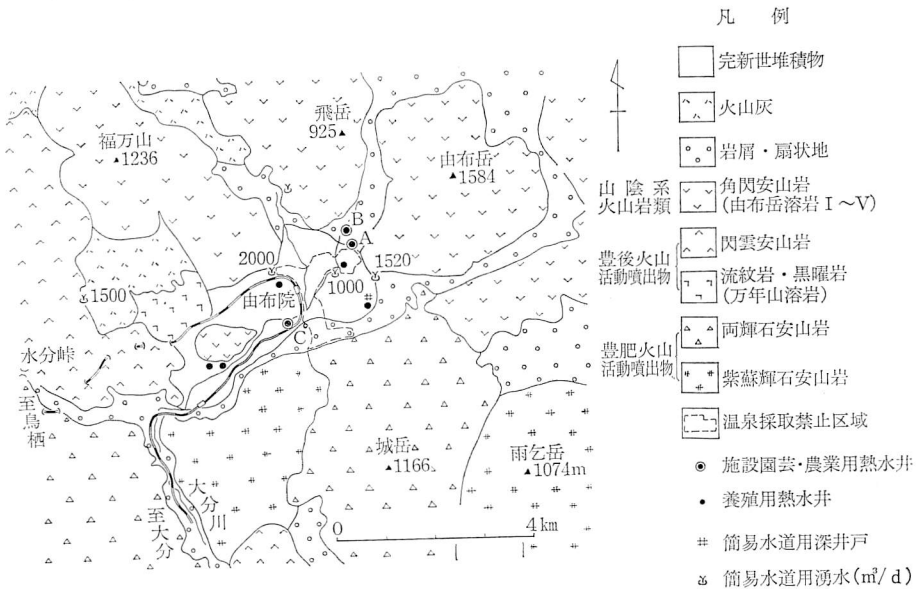 凡 例
完新世堆積物
火山灰
岩屑・扇状地
山陰系
火山岩類
角閃安山岩
(由布岳溶岩Ⅰ〜Ⅴ)
豊後火山
活動噴出物
閃雲安山岩
流紋岩・黒曜岩
(万年山溶岩)
豊肥火山
活動噴出物
両輝石安山岩
紫蘇輝石安山岩
温泉採取禁止区域
施設園芸・農業用熱水井
養殖用熱水井
簡易水道用深井戸
簡易水道用湧水(m³/d)
飛岳
925
福万山
1236
由布岳
1584
B
A
2000
1520
1000
1500
由布院
C
水分峠
至鳥栖
城岳
1166
雨乞岳
1074m
大分川
至大分
0
4km